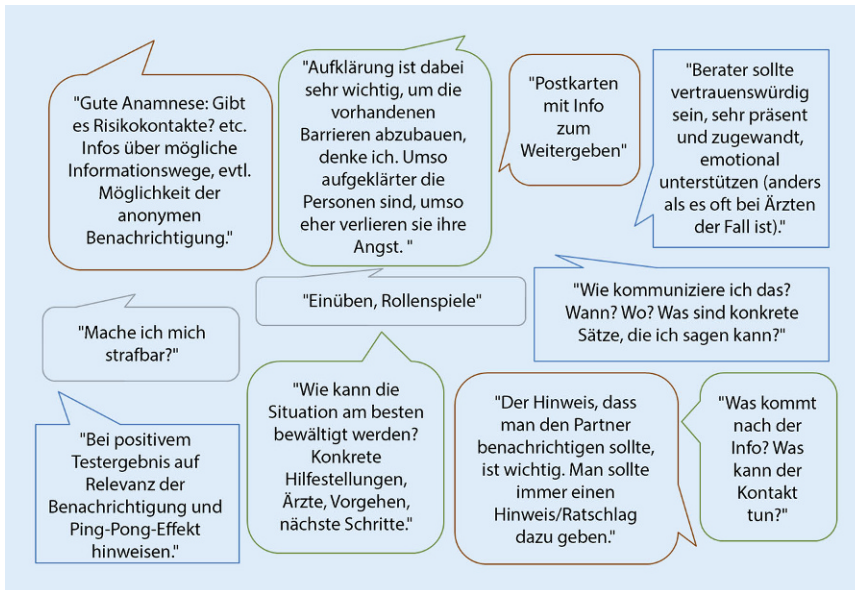 "Gute Anamnese: Gibt
es Risikokontakte? etc.
Infos über mögliche
Informationswege, evtl.
Möglichkeit der
anonymen
Benachrichtigung."
"Aufklärung ist dabei
sehr wichtig, um die
vorhandenen
Barrieren abzubauen,
denke ich. Umso
aufgeklärter die
Personen sind, umso
eher verlieren sie ihre
Angst. "
"Postkarten
mit Info
zum
Weitergeben"
"Berater sollte
vertrauenswürdig
sein, sehr präsent
und zugewandt,
emotional
unterstützen (anders
als es oft bei Ärzten
der Fall ist)."
"Mache ich mich
strafbar?"
"Einüben, Rollenspiele"
"Wie kommuniziere ich das?
Wann? Wo? Was sind konkrete
Sätze, die ich sagen kann?"
"Bei positivem
Testergebnis auf
Relevanz der
Benachrichtigung und
Ping-Pong-Effekt
hinweisen."
"Wie kann die
Situation am besten
bewältigt werden?
Konkrete
Hilfestellungen,
Ärzte, Vorgehen,
nächste Schritte."
"Der Hinweis, dass
man den Partner
benachrichtigen sollte,
ist wichtig. Man sollte
immer einen
Hinweis/Ratschlag
dazu geben."
"Was kommt
nach der
Info? Was
kann der
Kontakt
tun?"